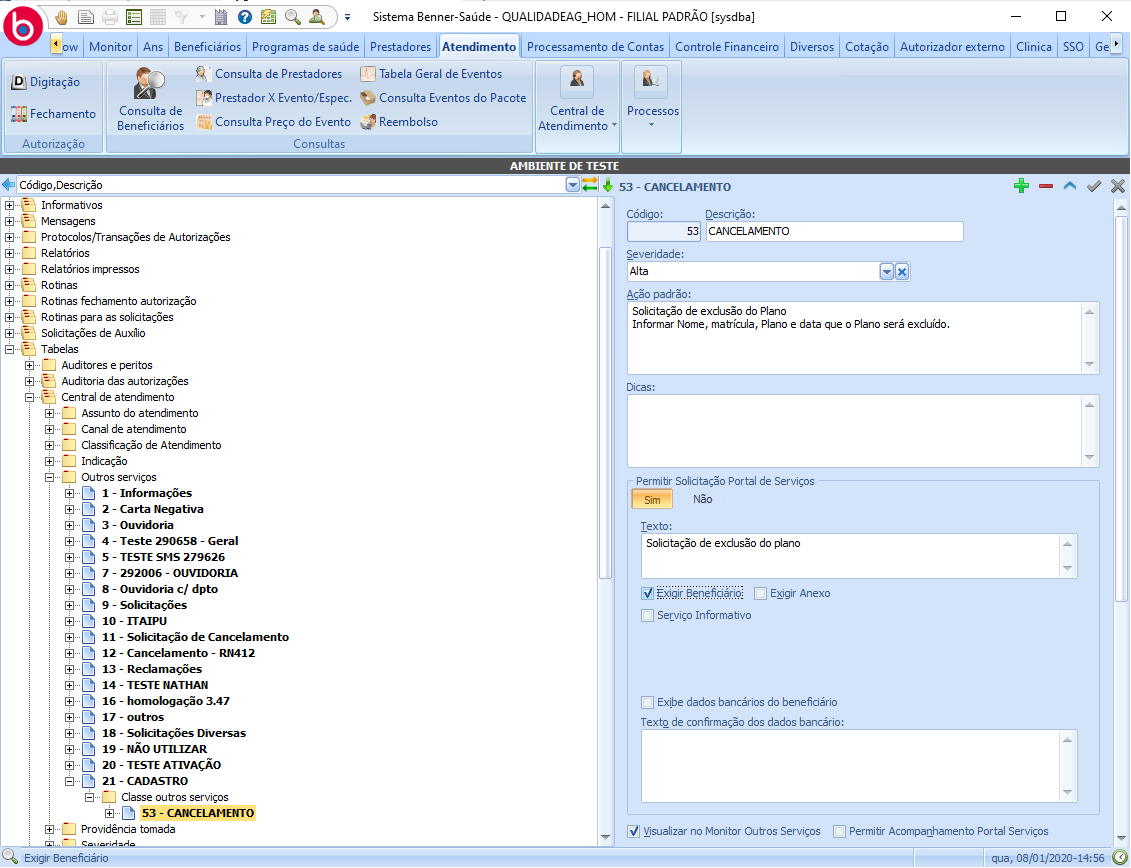 Sistema Benner-Saúde - QUALIDADEAG_HOM - FILIAL PADRÃO [sysdba]
ow Monitor Ans Beneficiários Programas de saúde Prestadores Atendimento Processamento de Contas Controle Financeiro Diversos Cotação Autorizador externo Clinica SSO Ge
Digitação
Fechamento
Autorização
Consulta de Beneficiários
Consulta de Prestadores
Prestador X Evento/Espec.
Consulta Preço do Evento
Tabela Geral de Eventos
Consulta Eventos do Pacote
Reembolso
Consultas
Central de Atendimento
Processos
AMBIENTE DE TESTE
Código,Descrição
Informativos
Mensagens
Protocolos/Transações de Autorizações
Relatórios
Relatórios impressos
Rotinas
Rotinas fechamento autorização
Rotinas para as solicitações
Solicitações de Auxílio
Tabelas
Auditores e peritos
Auditoria das autorizações
Central de atendimento
Assunto do atendimento
Canal de atendimento
Classificação de Atendimento
Indicação
Outros serviços
1 - Informações
2 - Carta Negativa
3 - Ouvidoria
4 - Teste 290658 - Geral
5 - TESTE SMS 279626
7 - 292006 - OUVIDORIA
8 - Ouvidoria c/ dpto
9 - Solicitações
10 - ITAIPU
11 - Solicitação de Cancelamento
12 - Cancelamento - RN412
13 - Reclamações
14 - TESTE NATHAN
16 - homologação 3.47
17 - outros
18 - Solicitações Diversas
19 - NÃO UTILIZAR
20 - TESTE ATIVAÇÃO
21 - CADASTRO
Classe outros serviços
53 - CANCELAMENTO
Providência tomada
Severidade
53 - CANCELAMENTO
Código: Descrição:
53 CANCELAMENTO
Severidade:
Alta
Ação padrão:
Solicitação de exclusão do Plano
Informar Nome, matrícula, Plano e data que o Plano será excluído.
Dicas:
Permitir Solicitação Portal de Serviços
Sim Não
Texto:
Solicitação de exclusão do plano
Exigir Beneficiário Exigir Anexo
Serviço Informativo
Exibe dados bancários do beneficiário
Texto de confirmação dos dados bancário:
Visualizar no Monitor Outros Serviços Permitir Acompanhamento Portal Serviços
Exigir Beneficiário qua, 08/01/2020-14:56